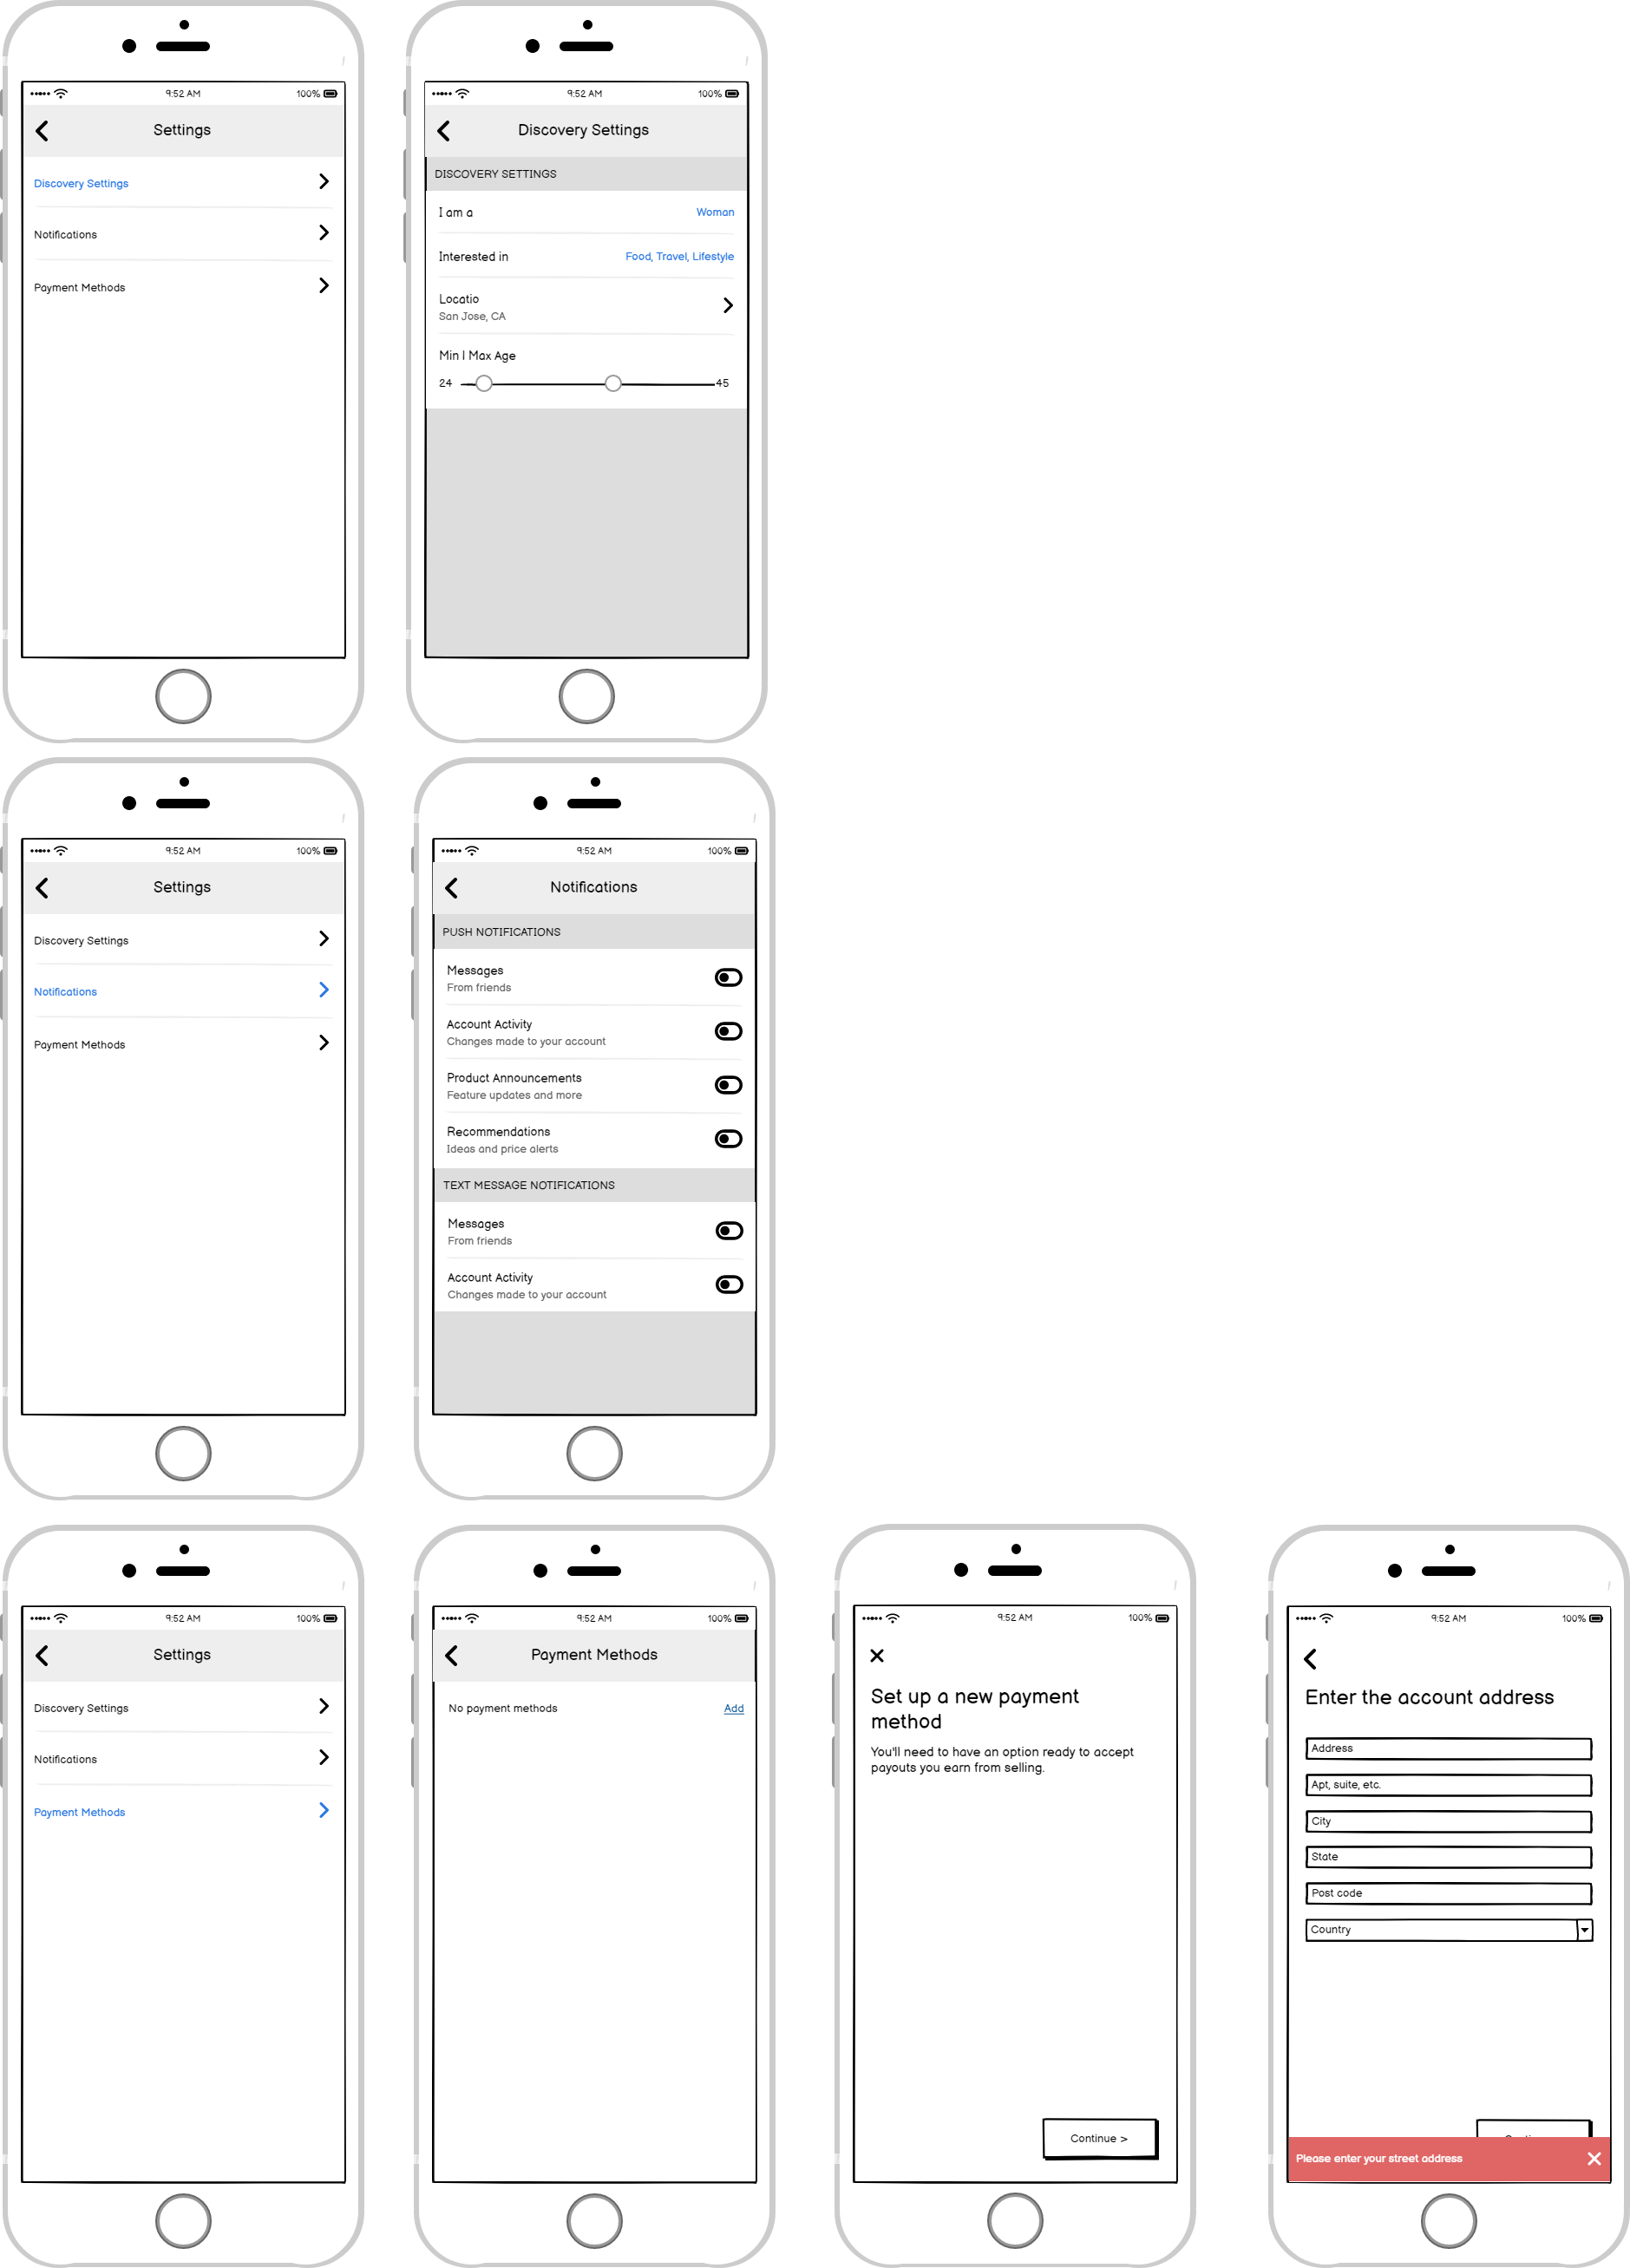 9:52 AM 100%
Settings
Discovery Settings
Notifications
Payment Methods
9:52 AM 100%
Discovery Settings
DISCOVERY SETTINGS
I am a Woman
Interested in Food, Travel, Lifestyle
Locatio
San Jose, CA
Min | Max Age
24 45
9:52 AM 100%
Settings
Discovery Settings
Notifications
Payment Methods
9:52 AM 100%
Notifications
PUSH NOTIFICATIONS
Messages
From friends
Account Activity
Changes made to your account
Product Announcements
Feature updates and more
Recommendations
Ideas and price alerts
TEXT MESSAGE NOTIFICATIONS
Messages
From friends
Account Activity
Changes made to your account
9:52 AM 100%
Settings
Discovery Settings
Notifications
Payment Methods
9:52 AM 100%
Payment Methods
No payment methods Add
9:52 AM 100%
Set up a new payment
method
You'll need to have an option ready to accept
payouts you earn from selling.
Continue >
9:52 AM 100%
Enter the account address
Address
Apt, suite, etc.
City
State
Post code
Country
Please enter your street address